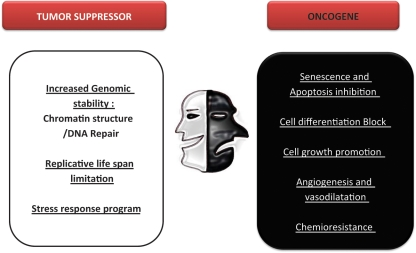 TUMOR SUPPRESSOR
Increased Genomic
stability :
Chromatin structure
/DNA Repair
Replicative life span
limitation
Stress response program
ONCOGENE
Senescence and
Apoptosis inhibition
Cell differentiation Block
Cell growth promotion
Angiogenesis and
vasodilatation
Chemioresistance